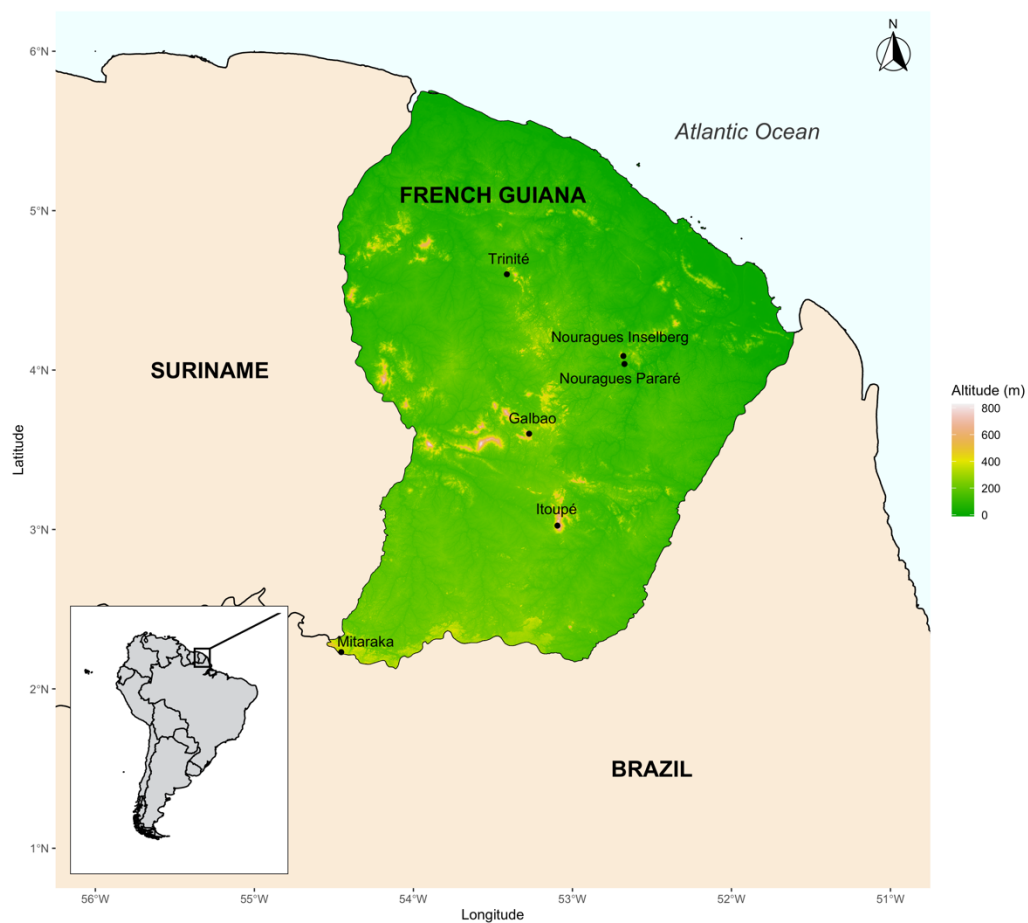 N
6°N
Atlantic Ocean
FRENCH GUIANA
5°N
Trinité
Nouragues Inselberg
SURINAME
4°N
Nouragues Pararé
Altitude (m)
800
600
400
200
0
Galbao
Latitude
Itoupé
3°N
Mitaraka
2°N
BRAZIL
1°N
56°W
55°W
54°W
53°W
52°W
51°W
Longitude